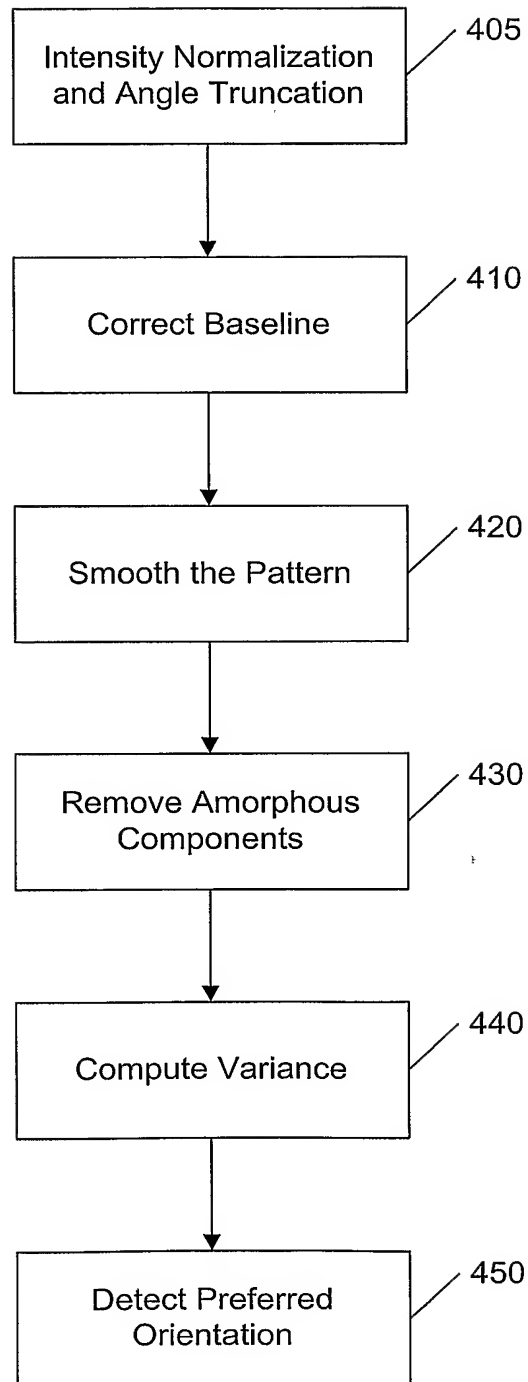 Intensity Normalization
and Angle Truncation
405
Correct Baseline
410
Smooth the Pattern
420
Remove Amorphous
Components
430
Compute Variance
440
Detect Preferred
Orientation
450